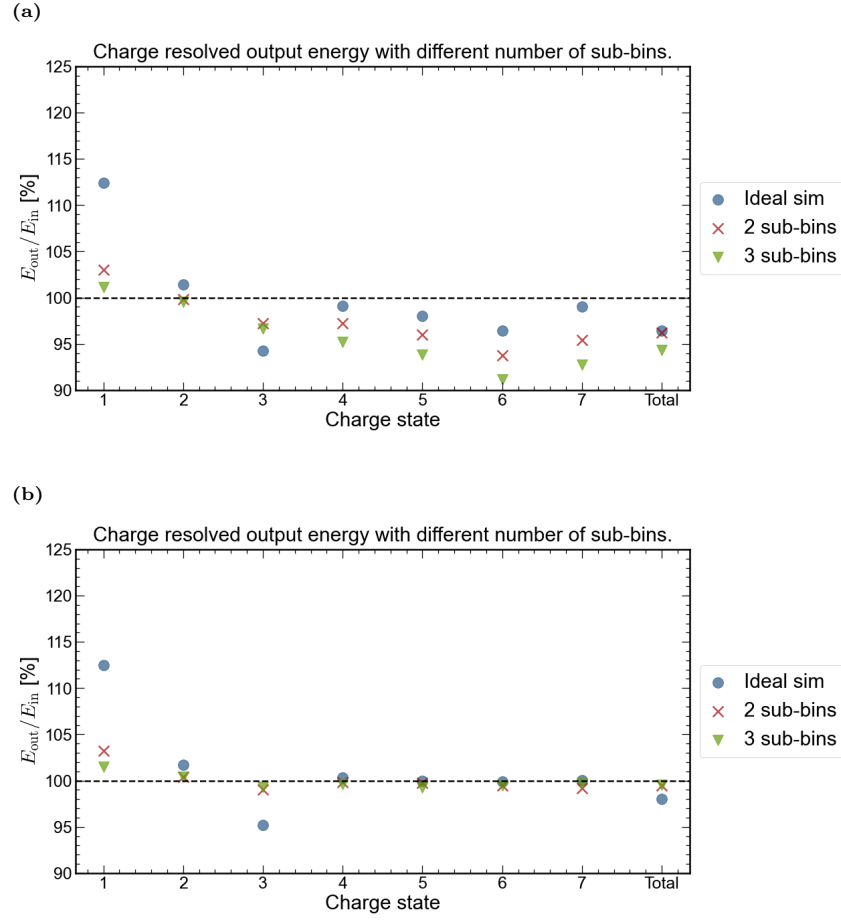 (a)
Charge resolved output energy with different number of sub-bins.
125
120
115
110
105
100
95
90
E_out/E_in [%]
1 2 3 4 5 6 7 Total
Charge state
Ideal sim
2 sub-bins
3 sub-bins
(b)
Charge resolved output energy with different number of sub-bins.
125
120
115
110
105
100
95
90
E_out/E_in [%]
1 2 3 4 5 6 7 Total
Charge state
Ideal sim
2 sub-bins
3 sub-bins